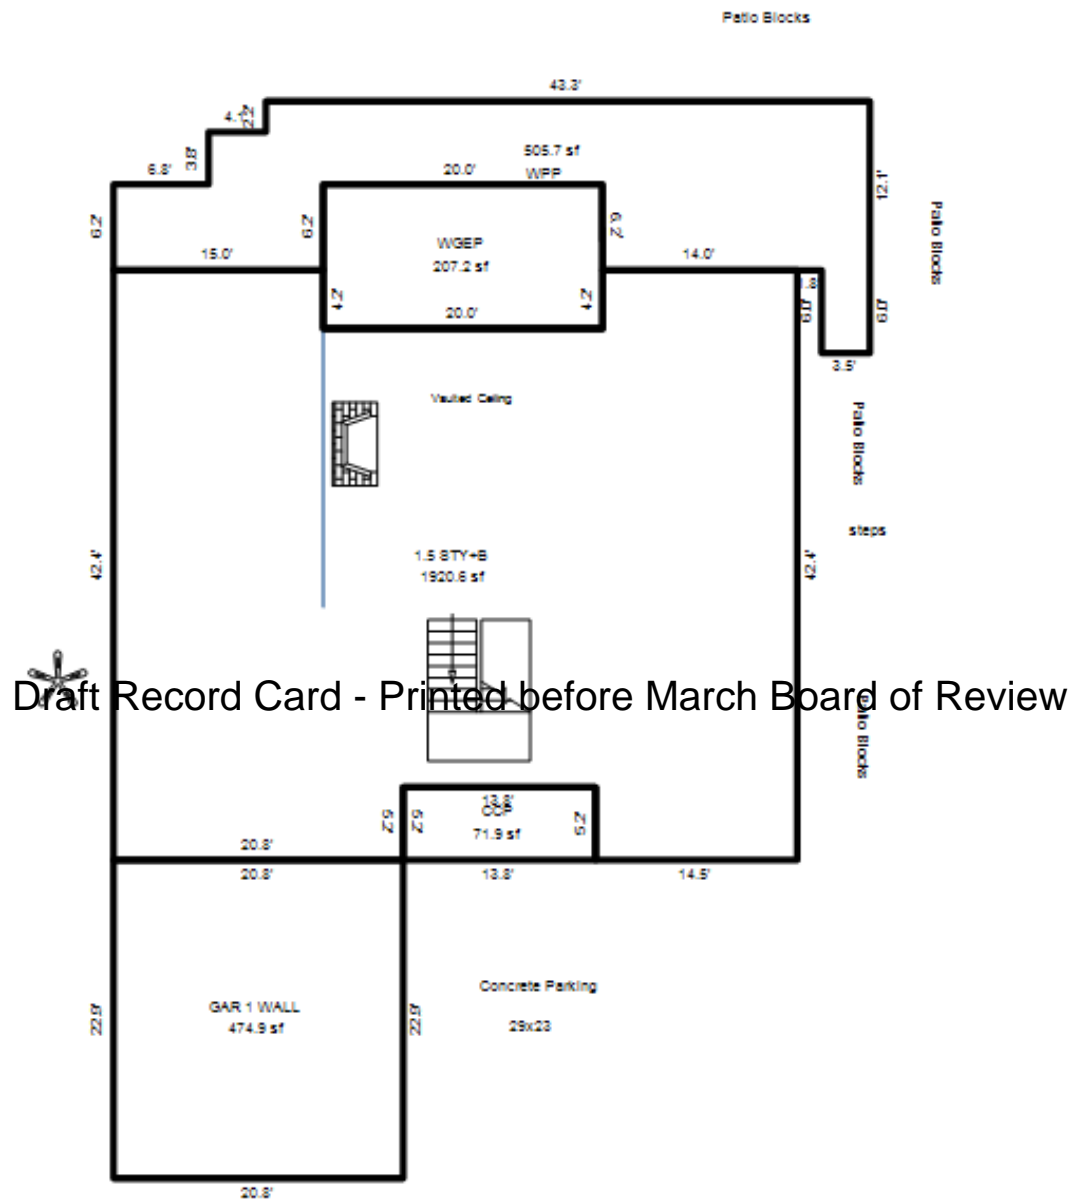 Patio Blocks
43.3'
2.2'
505.7 sf
WPP
3.8'
6.8'
20.0'
12.1'
6.2'
6.2'
6.2'
Patio Blocks
WGEP
207.2 sf
15.0'
14.0'
4.2'
4.2'
1.8
6.0'
6.0'
20.0'
3.5'
Vaulted Ceiling
Patio Blocks
steps
1.5 STY+B
1920.6 sf
42.4'
42.4'
Draft Record Card - Printed before March Board of Review
Patio Blocks
13.8'
CCP
71.9 sf
5.2'
5.2'
5.2'
20.8'
20.8'
13.8'
14.5'
Concrete Parking
29x23
GAR 1 WALL
474.9 sf
22.9'
22.9'
20.8'